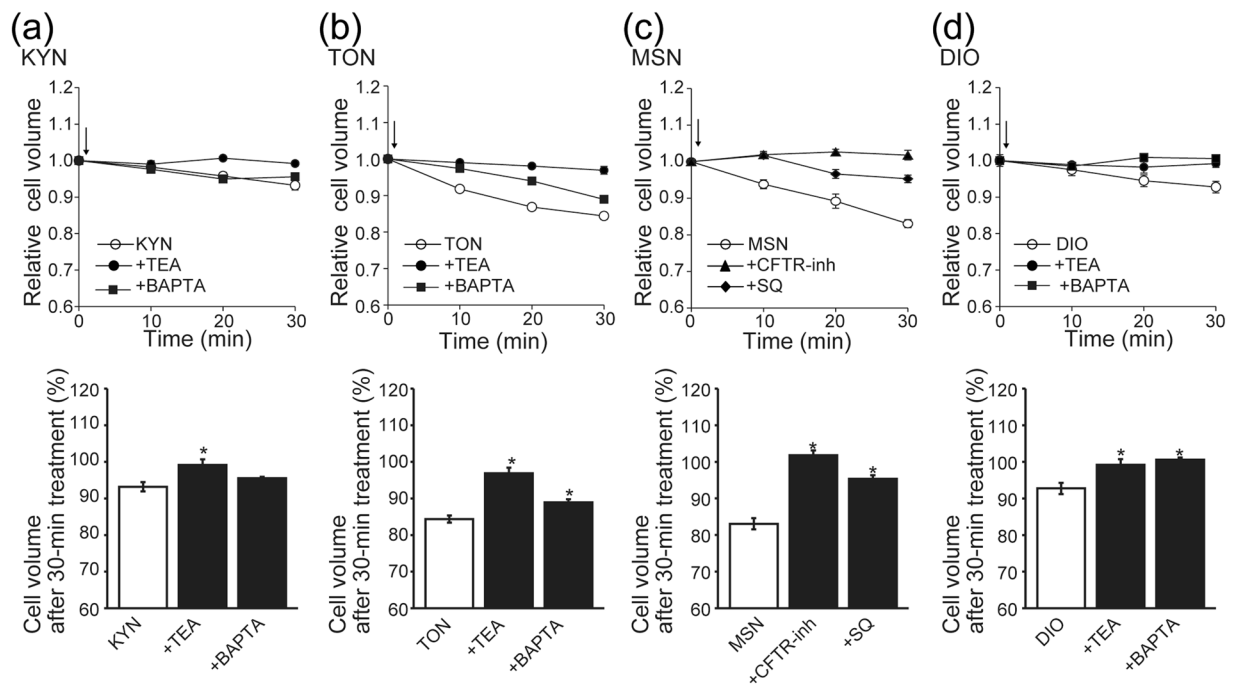 (a)
KYN
Relative cell volume
1.2
1.1
1.0
0.9
0.8
0.7
0.6
KYN
+TEA
+BAPTA
0 10 20 30
Time (min)
(b)
TON
Relative cell volume
1.2
1.1
1.0
0.9
0.8
0.7
0.6
TON
+TEA
+BAPTA
0 10 20 30
Time (min)
(c)
MSN
Relative cell volume
1.2
1.1
1.0
0.9
0.8
0.7
0.6
MSN
+CFTR-inh
+SQ
0 10 20 30
Time (min)
(d)
DIO
Relative cell volume
1.2
1.1
1.0
0.9
0.8
0.7
0.6
DIO
+TEA
+BAPTA
0 10 20 30
Time (min)
Cell volume
after 30-min treatment (%)
120
110
100
90
80
60
*
KYN
+TEA
+BAPTA
Cell volume
after 30-min treatment (%)
120
110
100
90
80
60
*
*
TON
+TEA
+BAPTA
Cell volume
after 30-min treatment (%)
120
110
100
90
80
60
*
*
MSN
+CFTR-inh
+SQ
Cell volume
after 30-min treatment (%)
120
110
100
90
80
60
*
*
DIO
+TEA
+BAPTA